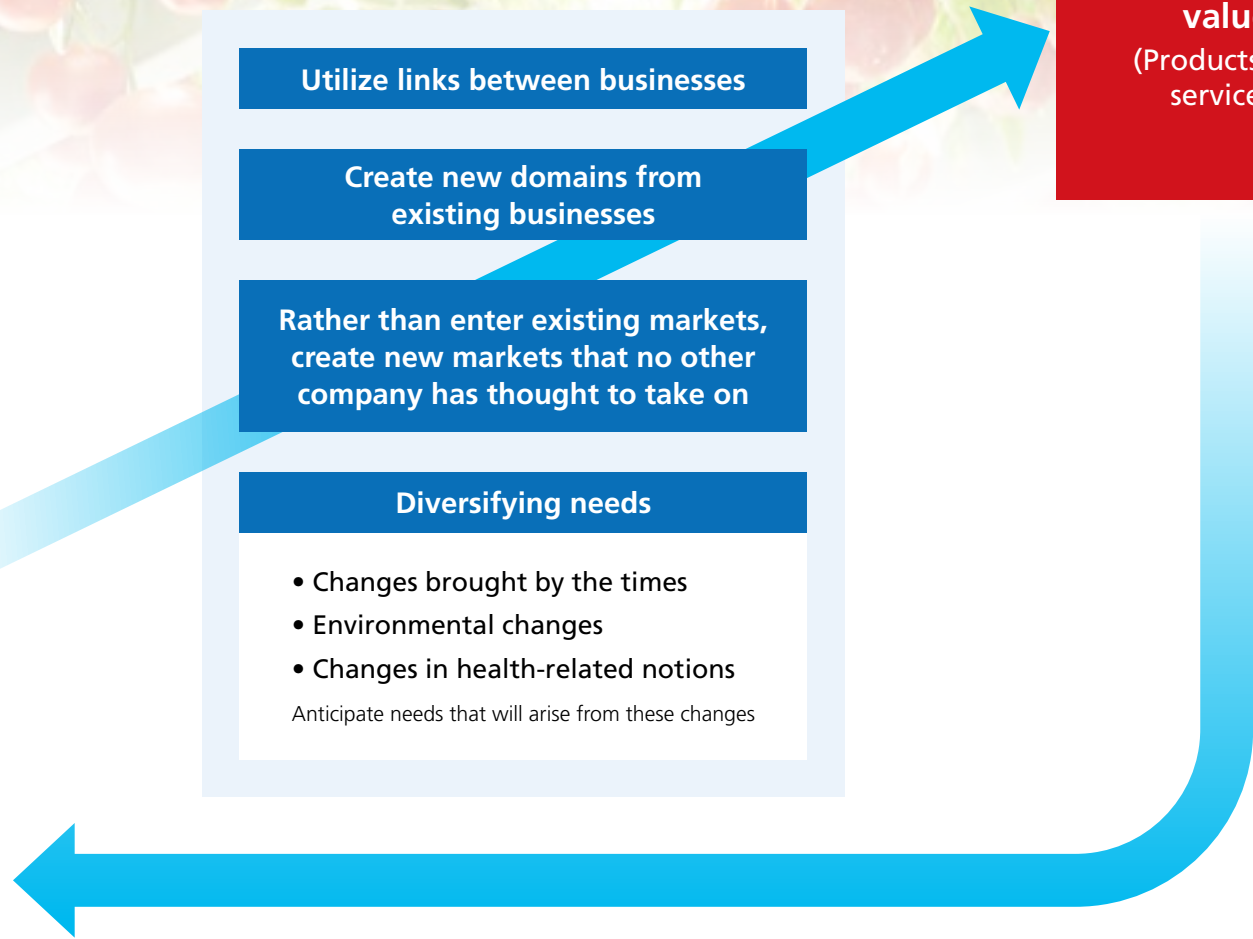 Utilize links between businesses
Create new domains from
existing businesses
Rather than enter existing markets,
create new markets that no other
company has thought to take on
Diversifying needs
• Changes brought by the times
• Environmental changes
• Changes in health-related notions
Anticipate needs that will arise from these changes
(Products